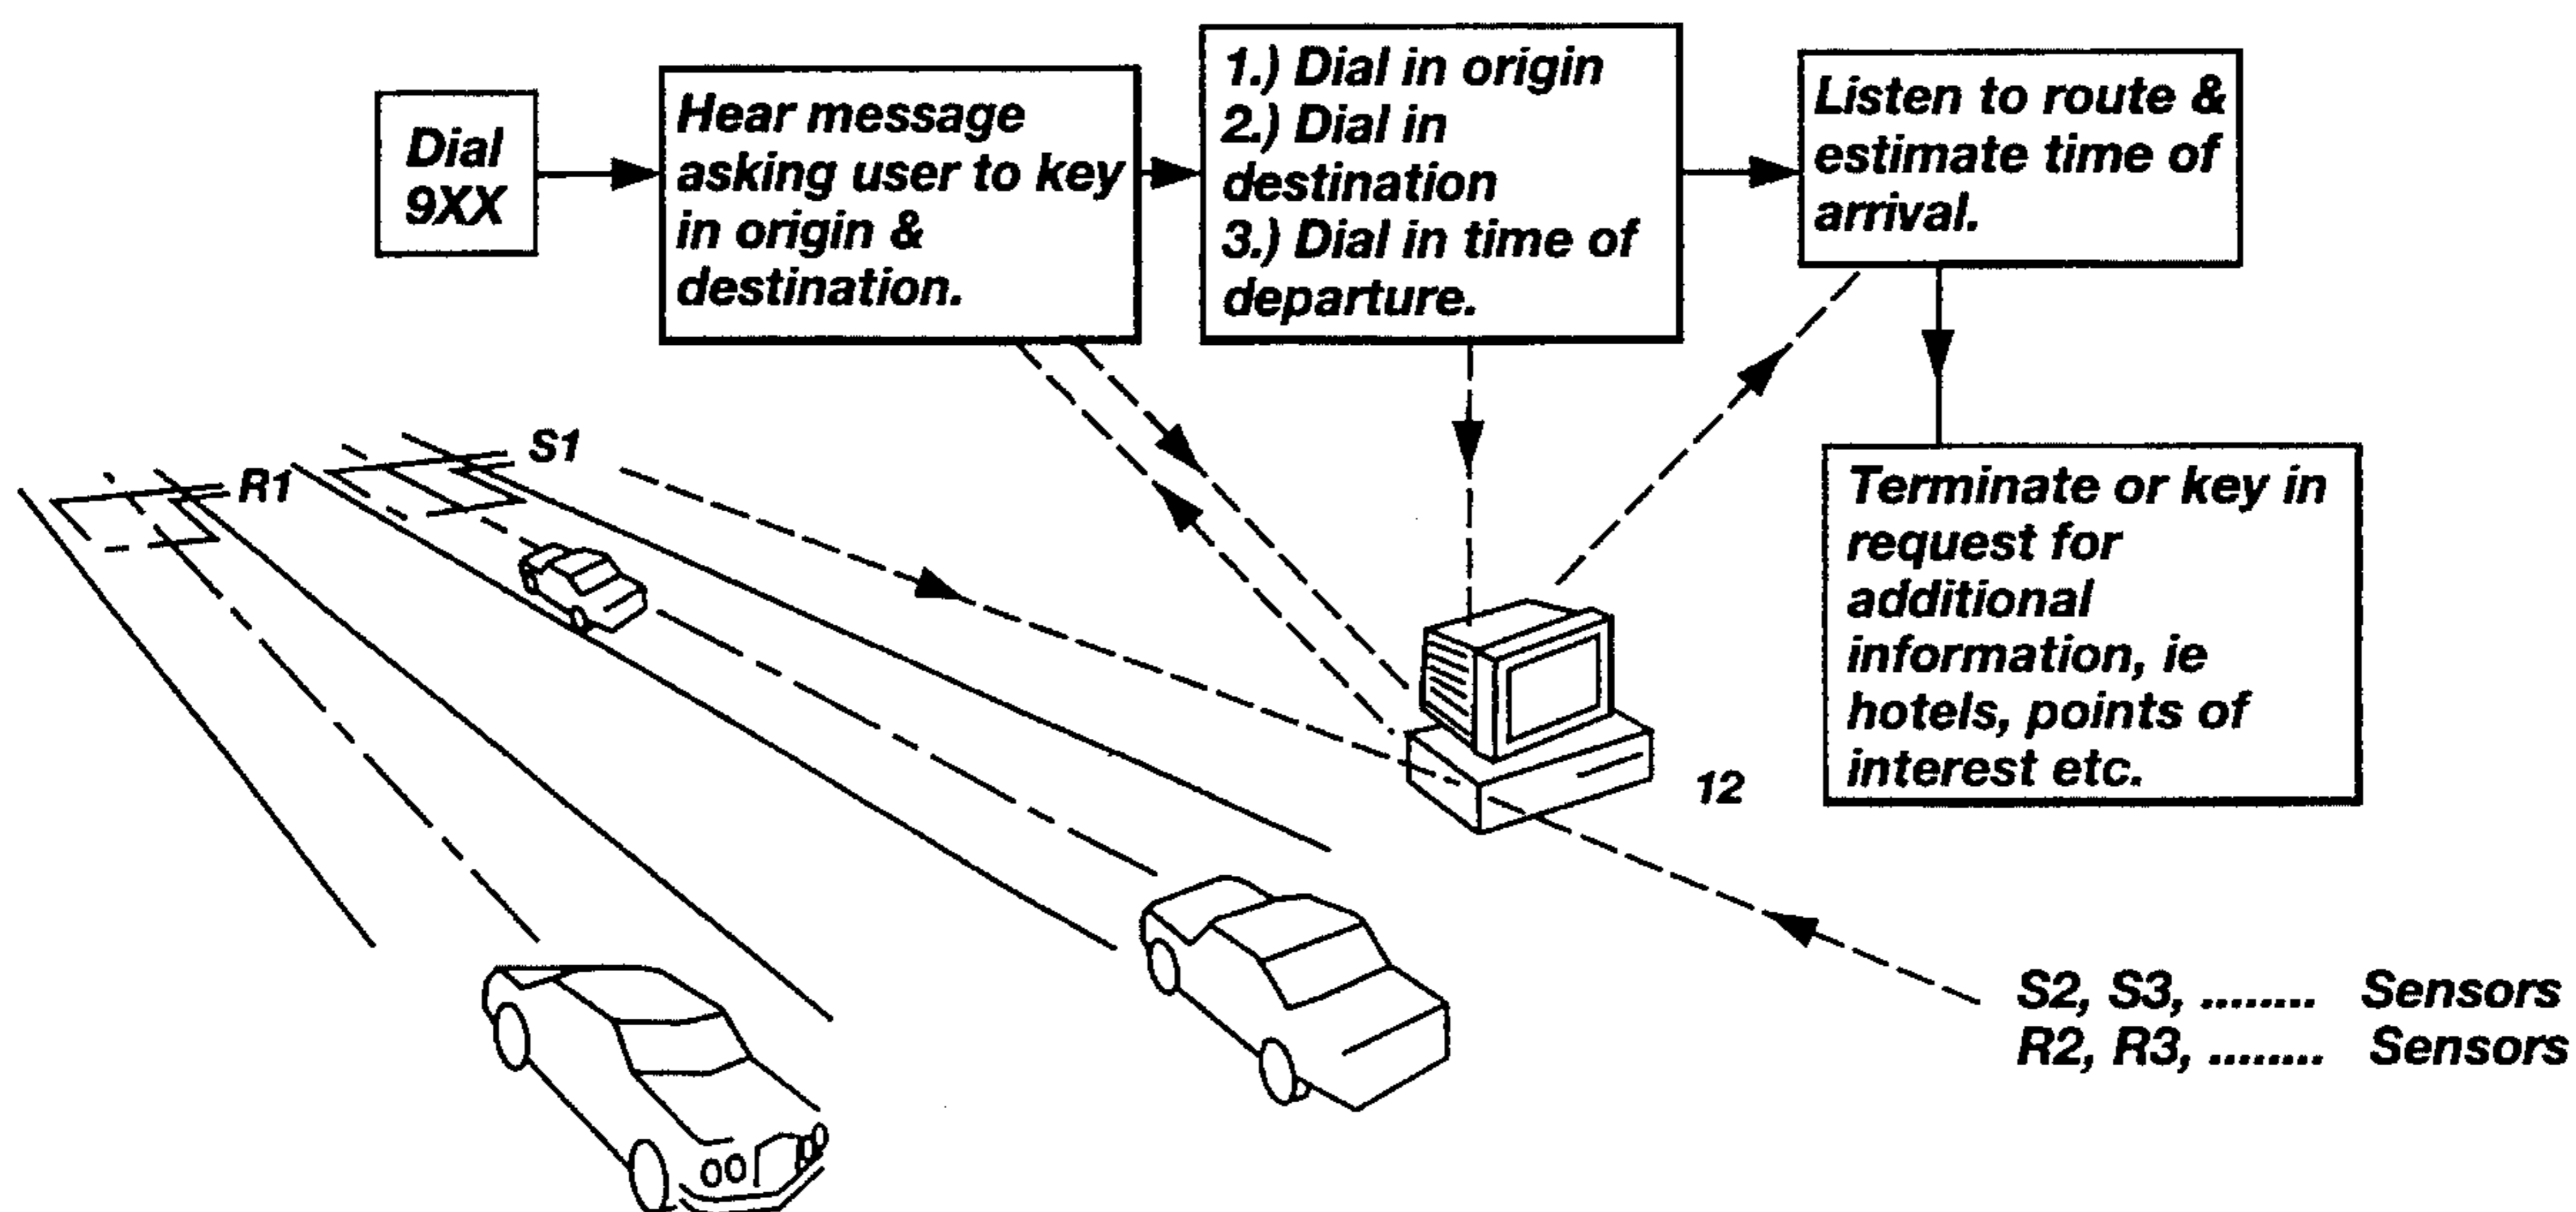 Dial
9XX
Hear message
asking user to key
in origin &
destination.
1.) Dial in origin
2.) Dial in
destination
3.) Dial in time of
departure.
Listen to route &
estimate time of
arrival.
Terminate or key in
request for
additional
information, ie
hotels, points of
interest etc.
S1
R1
12
S2, S3, ........ Sensors
R2, R3, ........ Sensors